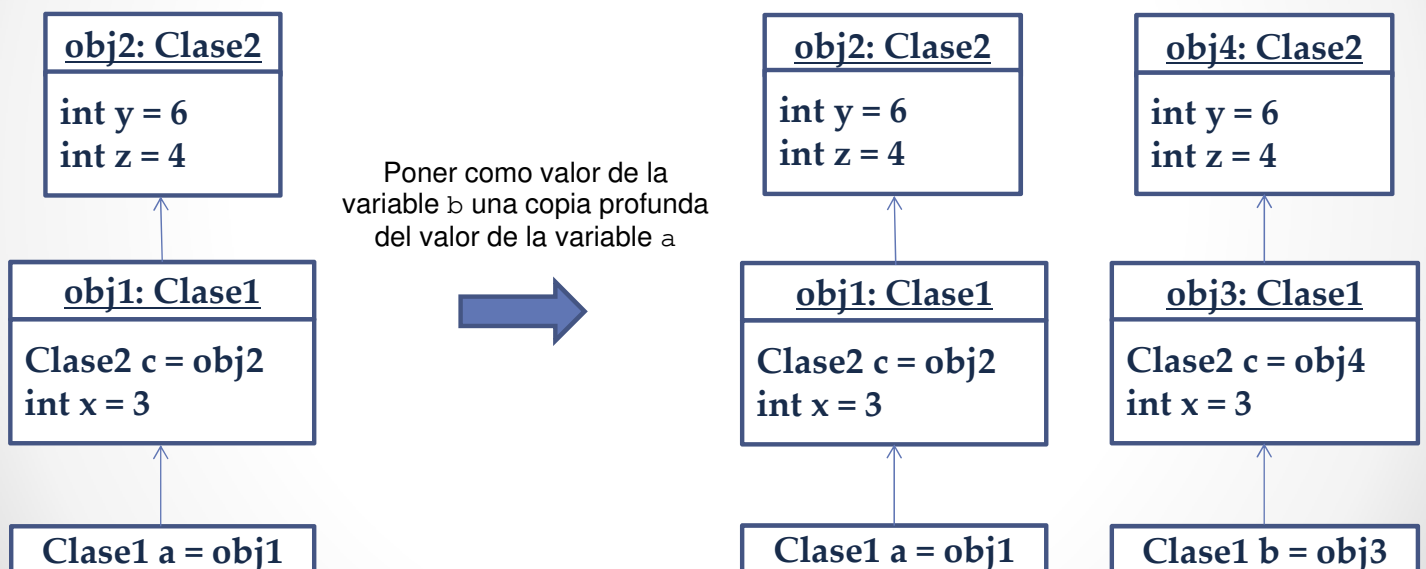 obj2: Clase2
int y = 6
int z = 4
obj1: Clase1
Clase2 c = obj2
int x = 3
Clase1 a = obj1
Poner como valor de la
variable b una copia profunda
del valor de la variable a
obj2: Clase2
int y = 6
int z = 4
obj1: Clase1
Clase2 c = obj2
int x = 3
Clase1 a = obj1
obj4: Clase2
int y = 6
int z = 4
obj3: Clase1
Clase2 c = obj4
int x = 3
Clase1 b = obj3